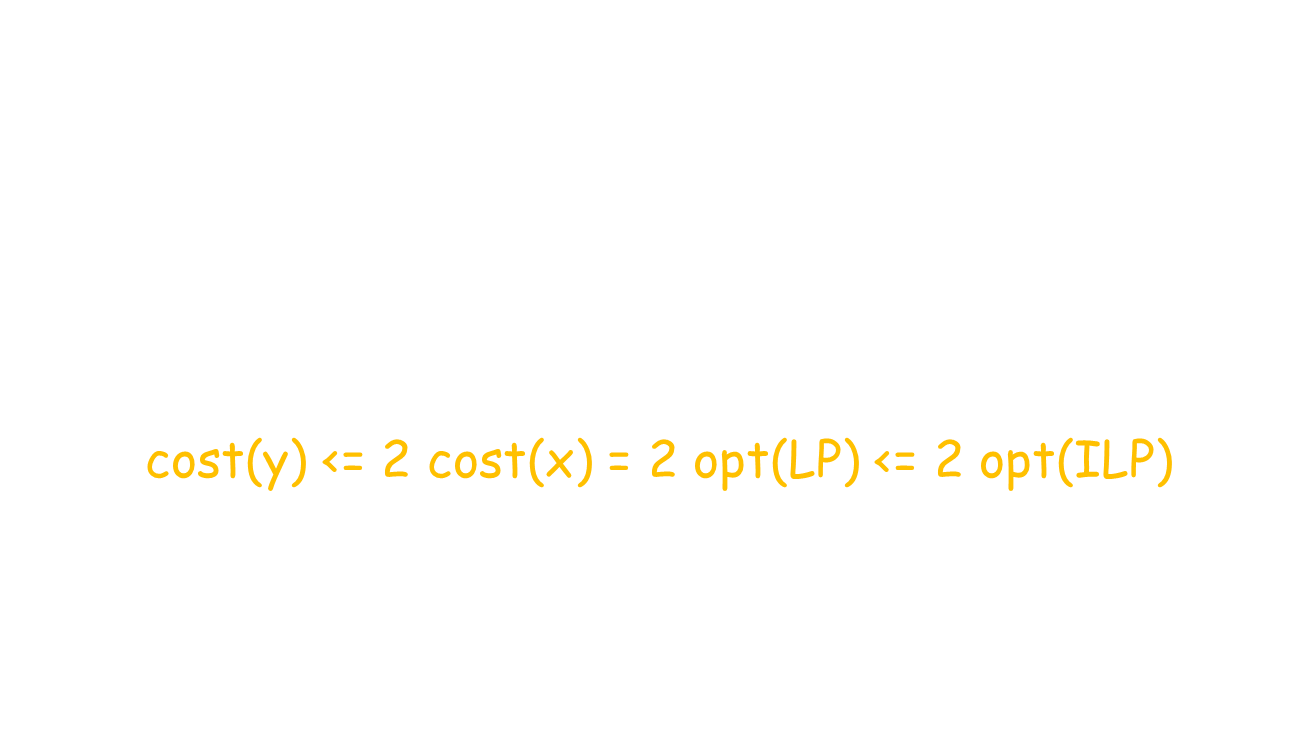 cost(y) <= 2 cost(x) = 2 opt(LP) <= 2 opt(ILP)